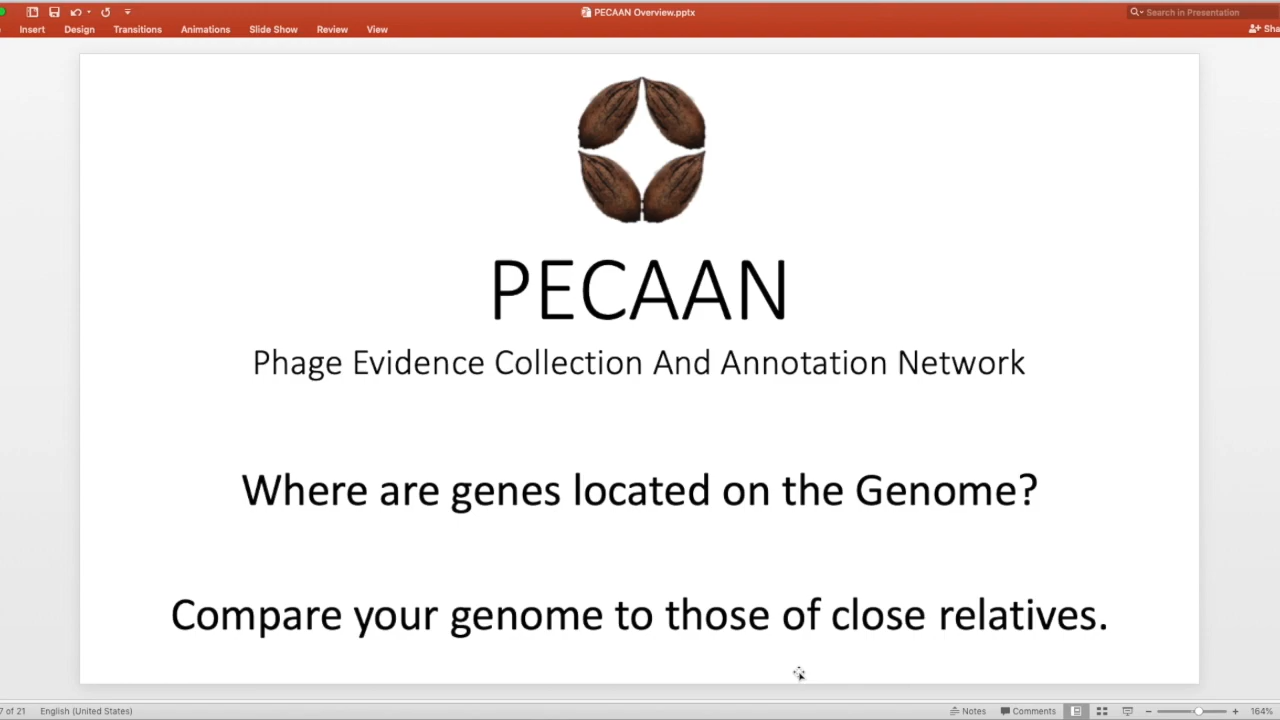 PECAAN Overview.pptx
Search in Presentation
Insert Design Transitions Animations Slide Show Review View
PECAAN
Phage Evidence Collection And Annotation Network
Where are genes located on the Genome?
Compare your genome to those of close relatives.
of 21 English (United States) Notes Comments 164%